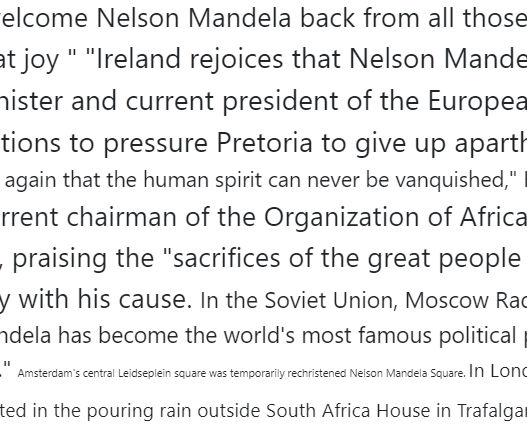 elcome Nelson Mandela back from all those
at joy " "Ireland rejoices that Nelson Mande
nister and current president of the Europea
tions to pressure Pretoria to give up aparth
again that the human spirit can never be vanquished,"
rrent chairman of the Organization of Africa
, praising the "sacrifices of the great people
y with his cause. In the Soviet Union, Moscow Rad
ndela has become the world's most famous political p
." Amsterdam's central Leidseplein square was temporarily rechristened Nelson Mandela Square. In Lond
ted in the pouring rain outside South Africa House in Trafalgar